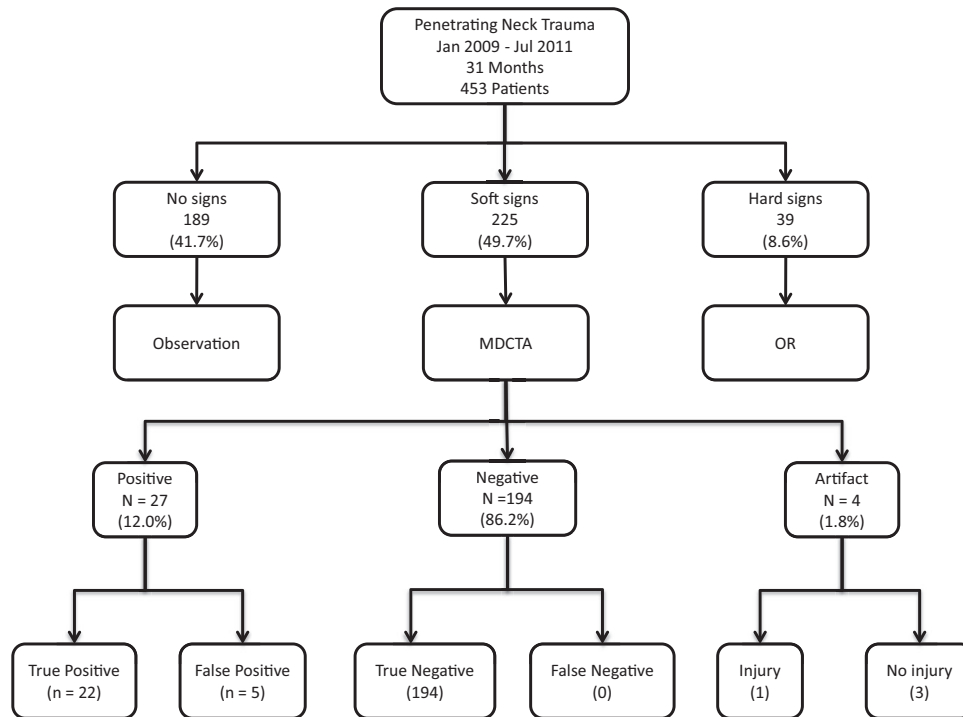 Penetrating Neck Trauma
Jan 2009 - Jul 2011
31 Months
453 Patients
No signs
189
(41.7%)
Soft signs
225
(49.7%)
Hard signs
39
(8.6%)
Observation
MDCTA
OR
Positive
N = 27
(12.0%)
Negative
N =194
(86.2%)
Artifact
N = 4
(1.8%)
True Positive
(n = 22)
False Positive
(n = 5)
True Negative
(194)
False Negative
(0)
Injury
(1)
No injury
(3)